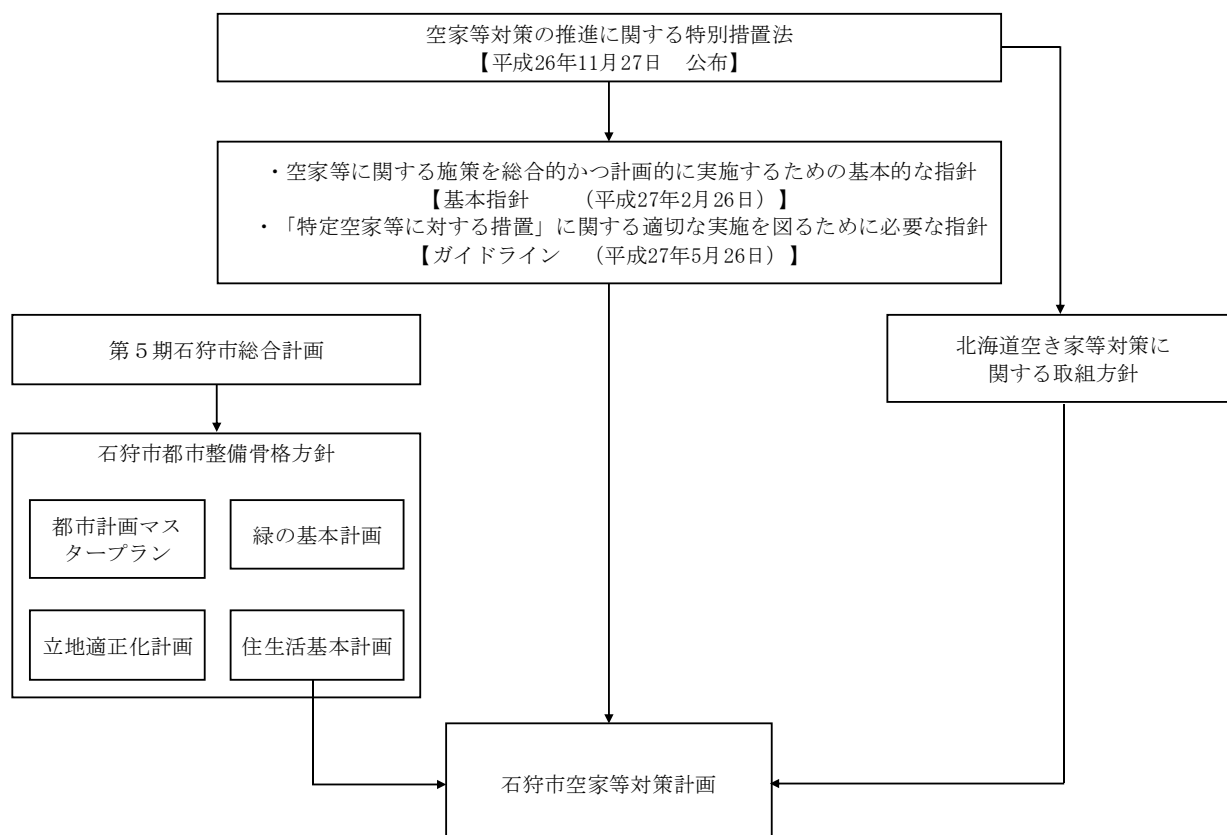 空家等対策の推進に関する特別措置法
【平成26年11月27日　公布】
・空家等に関する施策を総合的かつ計画的に実施するための基本的な指針
【基本指針　　（平成27年2月26日）】
・「特定空家等に対する措置」に関する適切な実施を図るために必要な指針
【ガイドライン　（平成27年5月26日）】
第５期石狩市総合計画
北海道空き家等対策に
関する取組方針
石狩市都市整備骨格方針
都市計画マス
タープラン
緑の基本計画
立地適正化計画
住生活基本計画
石狩市空家等対策計画